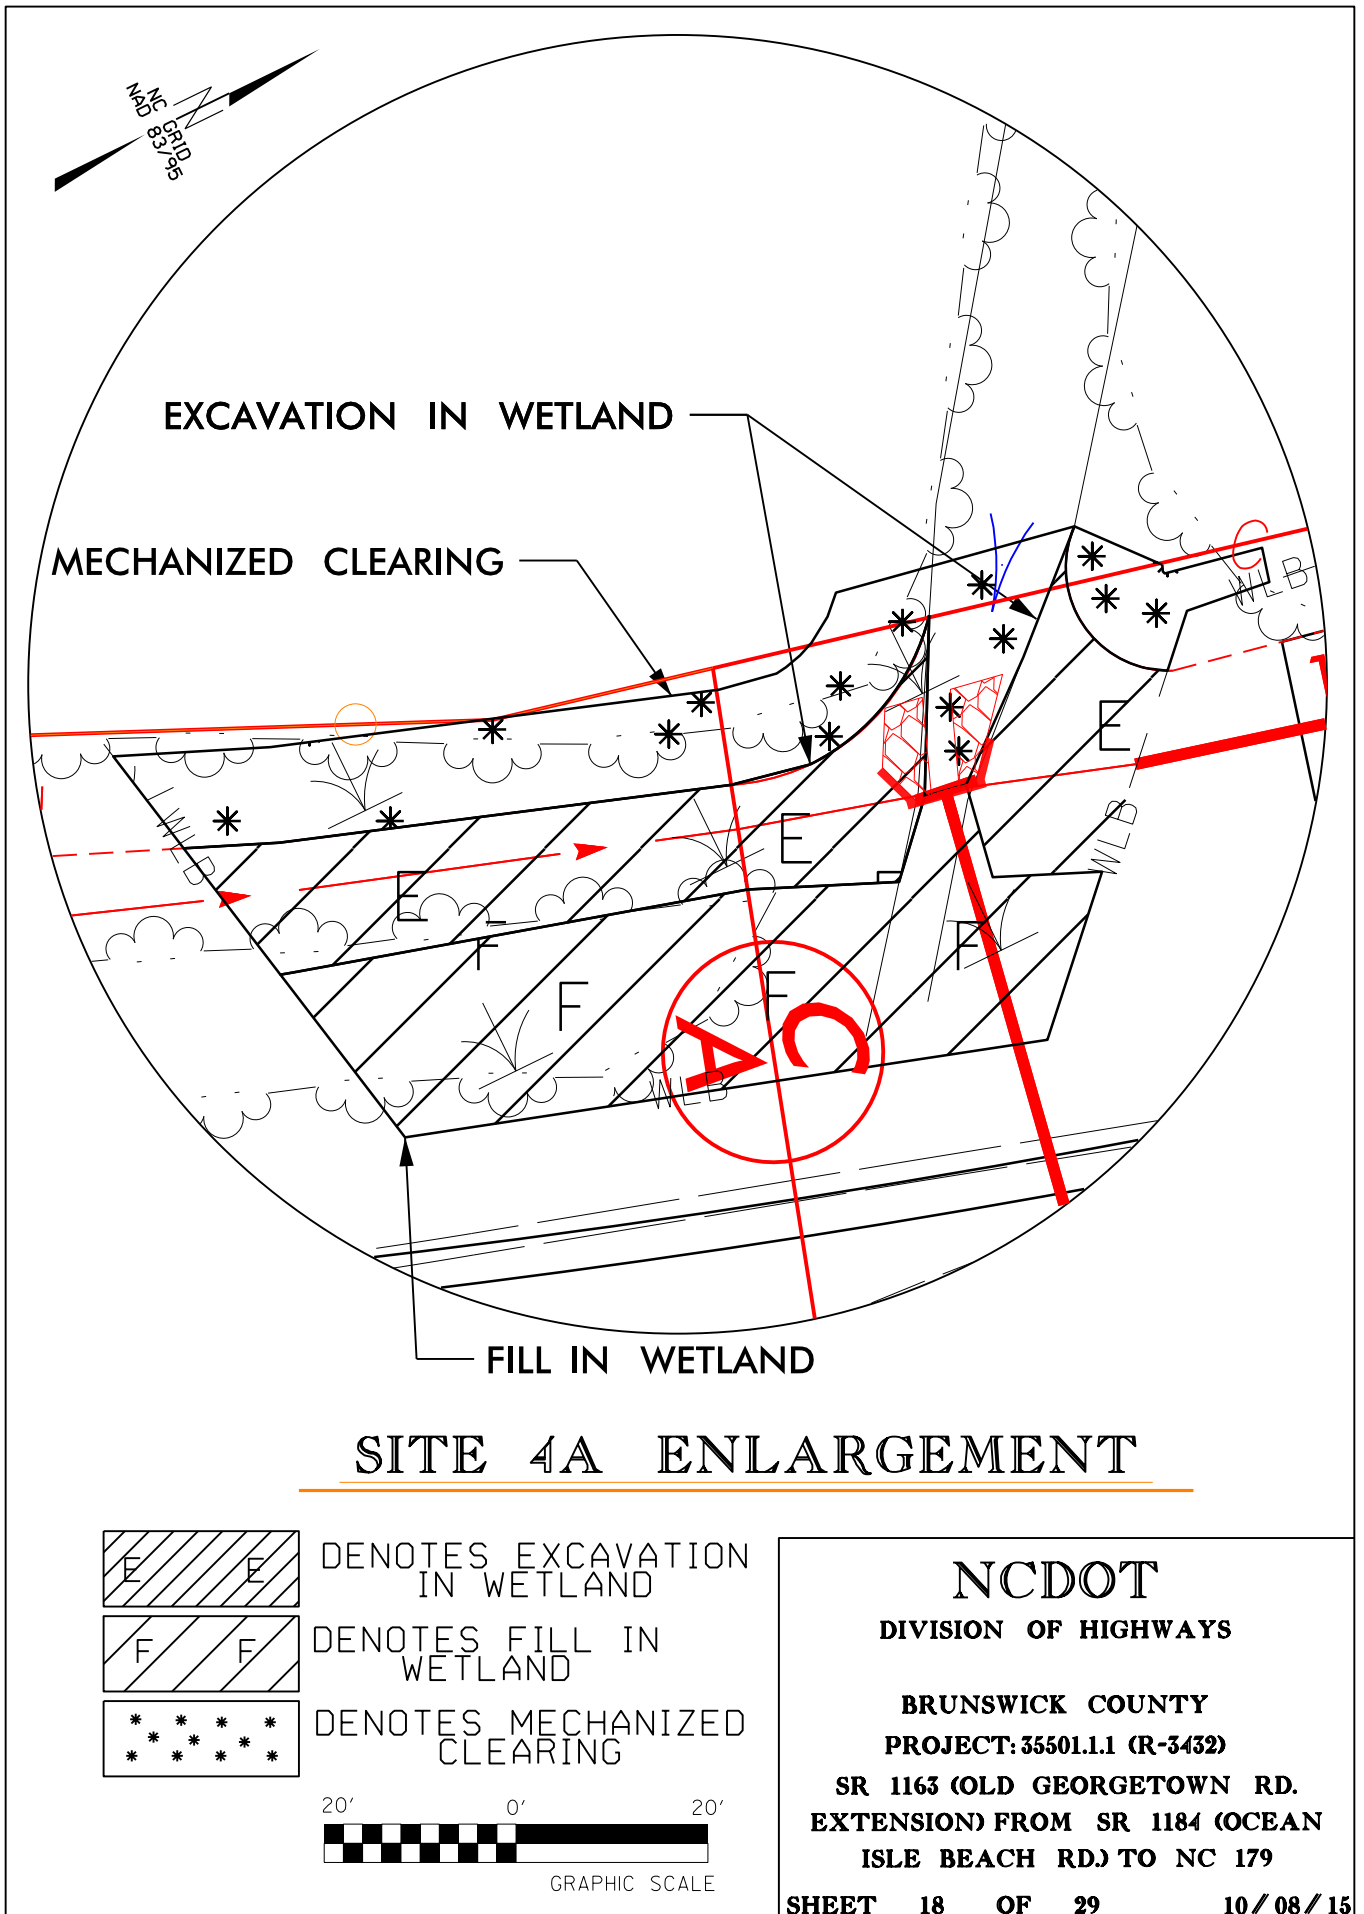 NC GRID
NAD 83/95
EXCAVATION IN WETLAND
MECHANIZED CLEARING
C
WLB
WLB
E
E
WLB
E
F
F
F
F
A
C
WLB
FILL IN WETLAND
SITE 4A ENLARGEMENT
E E
DENOTES EXCAVATION
IN WETLAND
F F
DENOTES FILL IN
WETLAND
DENOTES MECHANIZED
CLEARING
20' 0' 20'
GRAPHIC SCALE
NCDOT
DIVISION OF HIGHWAYS
BRUNSWICK COUNTY
PROJECT: 35501.1.1 (R-3432)
SR 1163 (OLD GEORGETOWN RD.
EXTENSION) FROM SR 1184 (OCEAN
ISLE BEACH RD.) TO NC 179
SHEET 18 OF 29 10 / 08 / 15